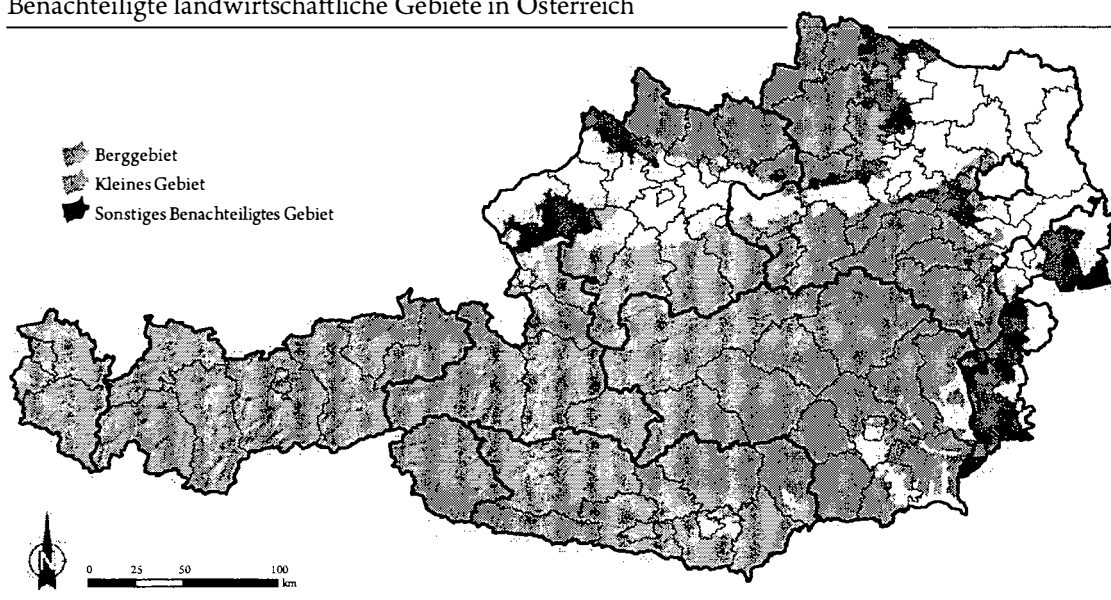 Benachteiligte landwirtschaftliche Gebiete in Österreich
Berggebiet
Kleines Gebiet
Sonstiges Benachteiligtes Gebiet
N
0 25 50 100
km